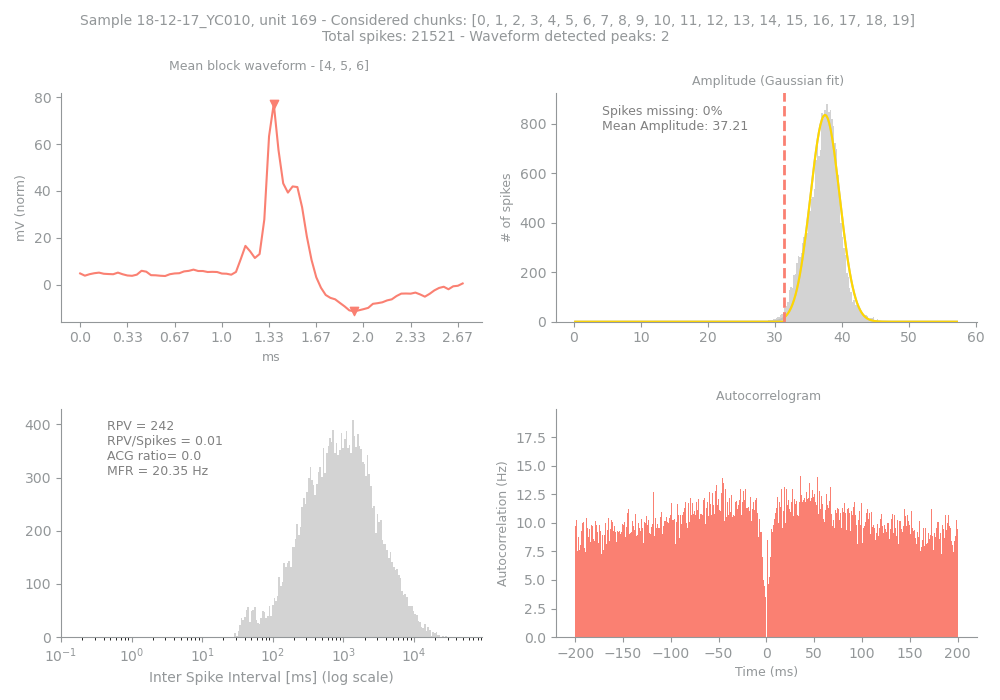 Sample 18-12-17_YC010, unit 169 - Considered chunks: [0, 1, 2, 3, 4, 5, 6, 7, 8, 9, 10, 11, 12, 13, 14, 15, 16, 17, 18, 19]
Total spikes: 21521 - Waveform detected peaks: 2
Mean block waveform - [4, 5, 6]
80
60
40
20
0
mV (norm)
0.0 0.33 0.67 1.0 1.33 1.67 2.0 2.33 2.67
ms
Amplitude (Gaussian fit)
Spikes missing: 0%
Mean Amplitude: 37.21
800
600
400
200
0
# of spikes
0 10 20 30 40 50 60
RPV = 242
RPV/Spikes = 0.01
ACG ratio= 0.0
MFR = 20.35 Hz
400
300
200
100
0
10⁻¹ 10⁰ 10¹ 10² 10³ 10⁴
Inter Spike Interval [ms] (log scale)
Autocorrelogram
17.5
15.0
12.5
10.0
7.5
5.0
2.5
0.0
Autocorrelation (Hz)
−200 −150 −100 −50 0 50 100 150 200
Time (ms)